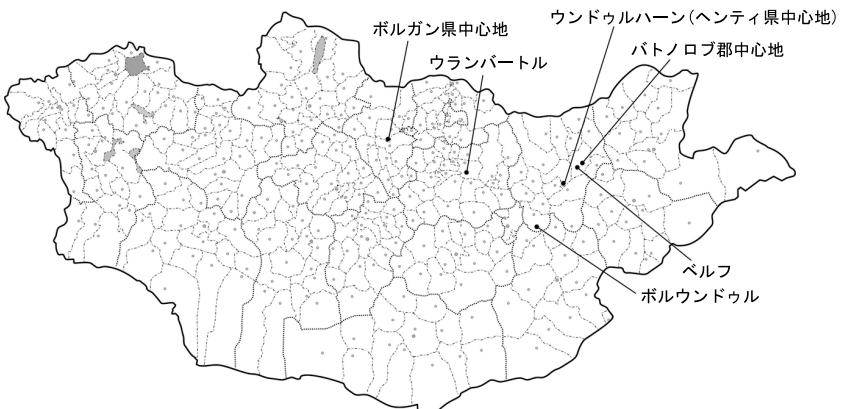 ウンドゥルハーン(ヘンティ県中心地)
ボルガン県中心地
バトノロブ郡中心地
ウランバートル
ベルフ
ボルウンドゥル